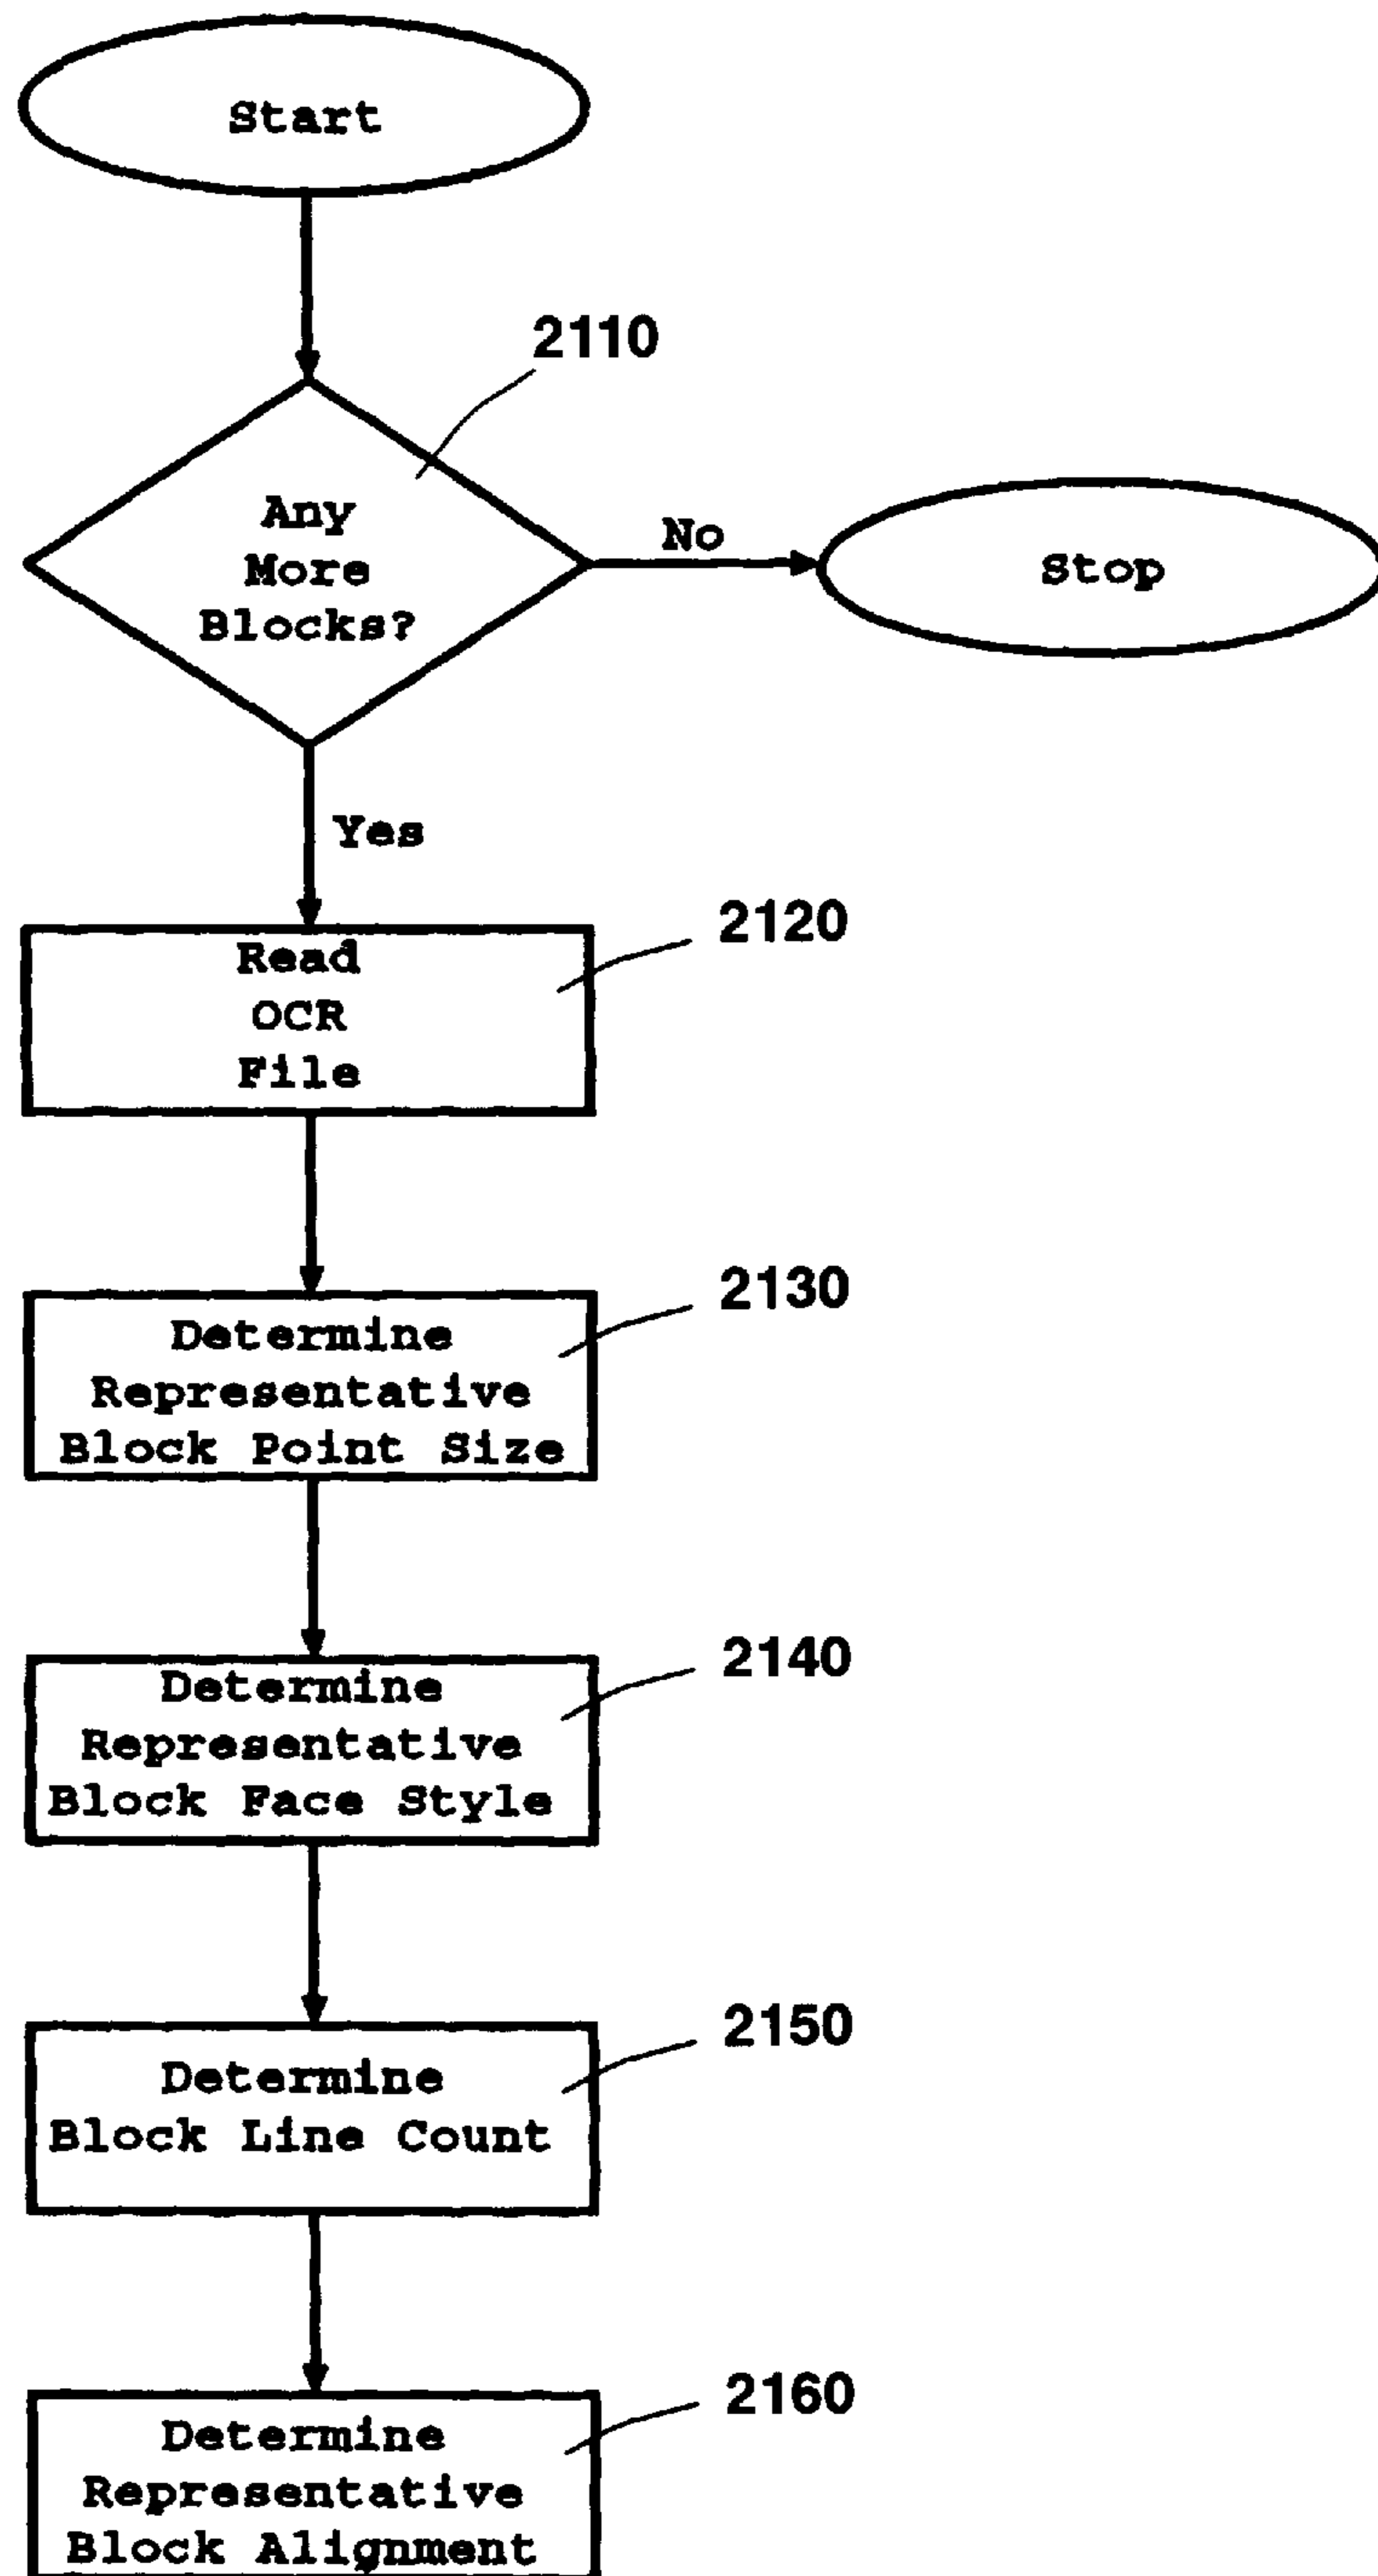 Start
2110
Any
More
Blocks?
No
Stop
Yes
2120
Read
OCR
File
2130
Determine
Representative
Block Point Size
2140
Determine
Representative
Block Face Style
2150
Determine
Block Line Count
2160
Determine
Representative
Block Alignment